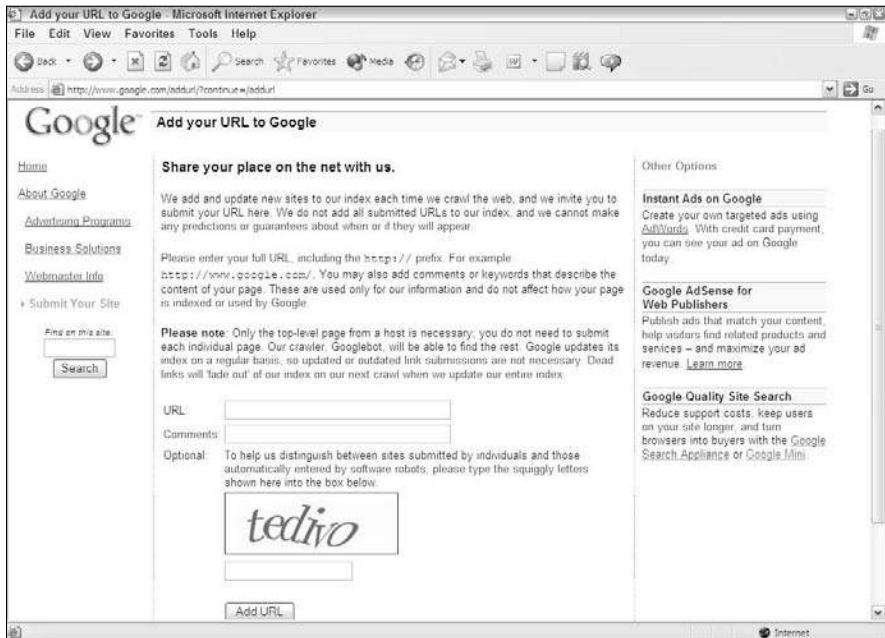 Add your URL to Google - Microsoft Internet Explorer
File Edit View Favorites Tools Help
Back Search Favorites Media
Address http://www.google.com/addurl/?continue=/addurl Go
Google™ Add your URL to Google
Home
About Google
Advertising Programs
Business Solutions
Webmaster Info
Submit Your Site
Find on this site:
Search
Share your place on the net with us.
We add and update new sites to our index each time we crawl the web, and we invite you to
submit your URL here. We do not add all submitted URLs to our index, and we cannot make
any predictions or guarantees about when or if they will appear.
Please enter your full URL, including the http:// prefix. For example:
http://www.google.com/. You may also add comments or keywords that describe the
content of your page. These are used only for our information and do not affect how your page
is indexed or used by Google.
Please note: Only the top-level page from a host is necessary; you do not need to submit
each individual page. Our crawler, Googlebot, will be able to find the rest. Google updates its
index on a regular basis, so updated or outdated link submissions are not necessary. Dead
links will 'fade out' of our index on our next crawl when we update our entire index.
URL:
Comments:
Optional: To help us distinguish between sites submitted by individuals and those
automatically entered by software robots, please type the squiggly letters
shown here into the box below.
tedivo
Add URL
Other Options
Instant Ads on Google
Create your own targeted ads using
AdWords. With credit card payment,
you can see your ad on Google
today.
Google AdSense for
Web Publishers
Publish ads that match your content,
help visitors find related products and
services – and maximize your ad
revenue. Learn more.
Google Quality Site Search
Reduce support costs, keep users
on your site longer, and turn
browsers into buyers with the Google
Search Appliance or Google Mini.
Internet